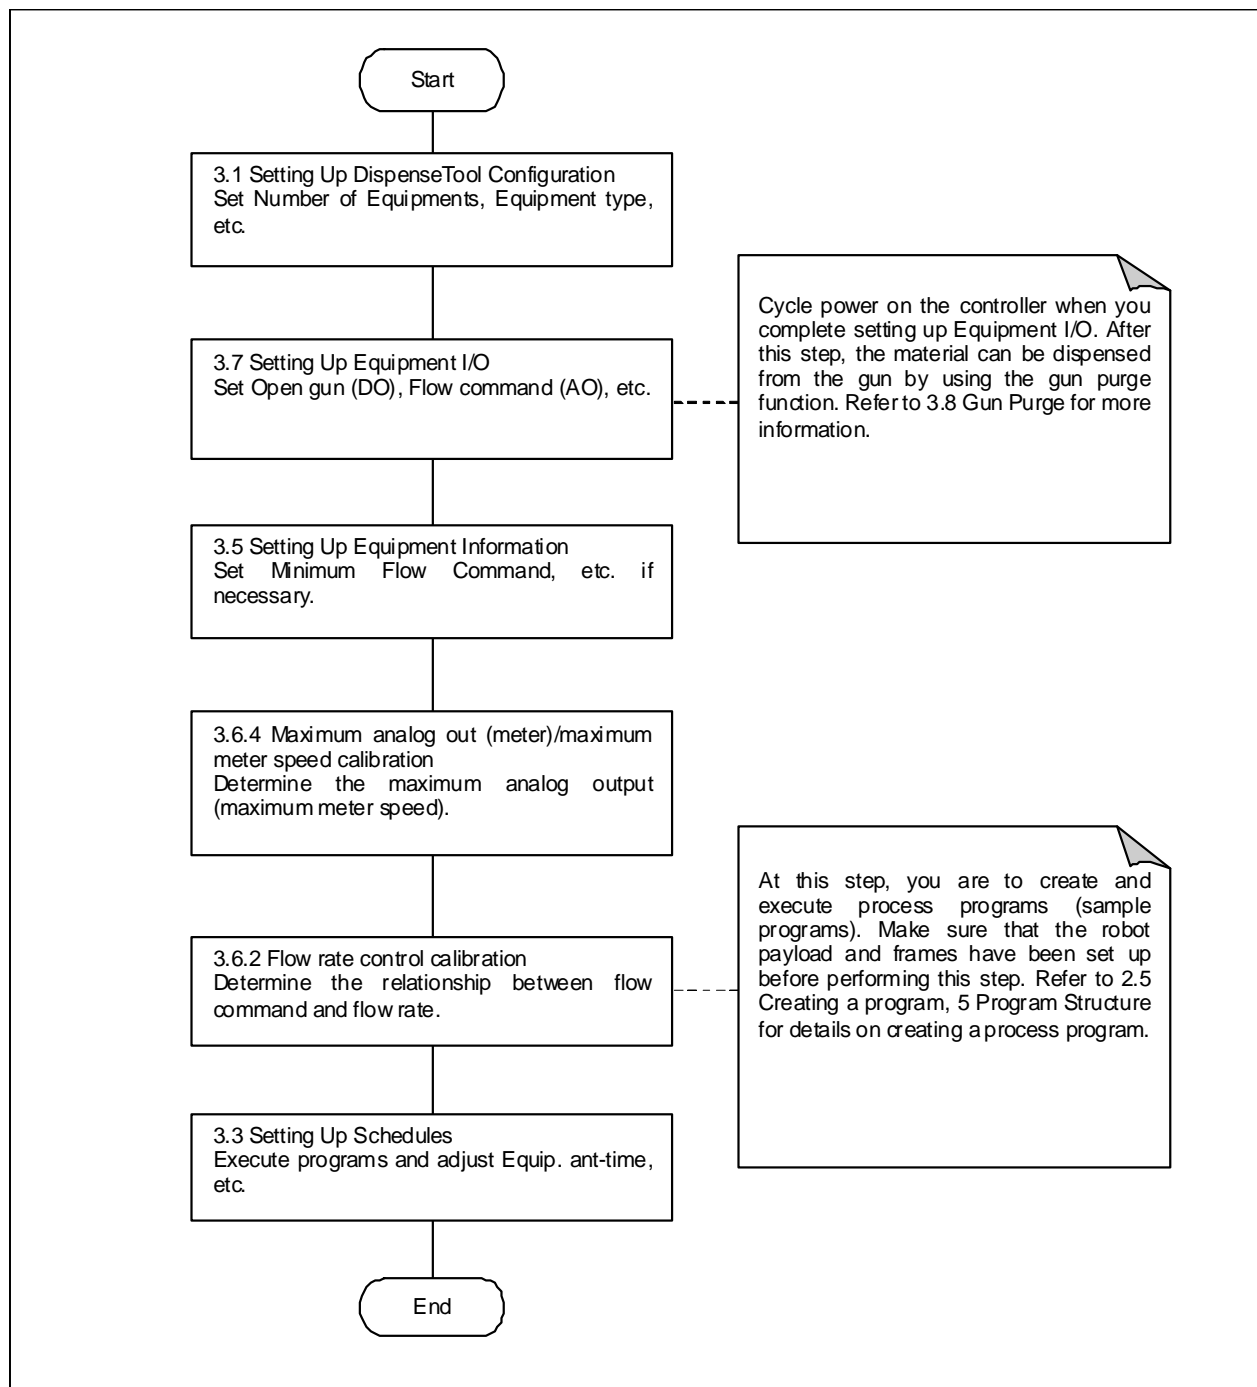 Start
3.1 Setting Up DispenseTool Configuration
Set Number of Equipments, Equipment type,
etc.
3.7 Setting Up Equipment I/O
Set Open gun (DO), Flow command (AO), etc.
Cycle power on the controller when you
complete setting up Equipment I/O. After
this step, the material can be dispensed
from the gun by using the gun purge
function. Refer to 3.8 Gun Purge for more
information.
3.5 Setting Up Equipment Information
Set Minimum Flow Command, etc. if
necessary.
3.6.4 Maximum analog out (meter)/maximum
meter speed calibration
Determine the maximum analog output
(maximum meter speed).
3.6.2 Flow rate control calibration
Determine the relationship between flow
command and flow rate.
At this step, you are to create and
execute process programs (sample
programs). Make sure that the robot
payload and frames have been set up
before performing this step. Refer to 2.5
Creating a program, 5 Program Structure
for details on creating a process program.
3.3 Setting Up Schedules
Execute programs and adjust Equip. ant-time,
etc.
End